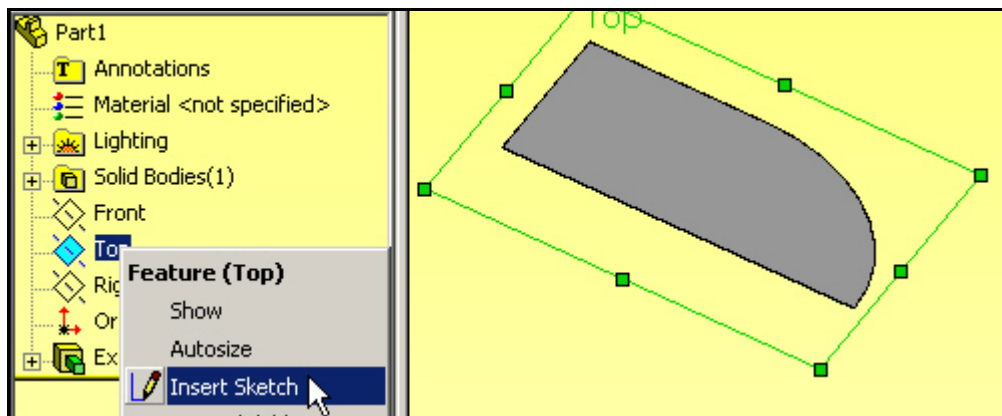 Part1
Annotations
Material <not specified>
Lighting
Solid Bodies(1)
Front
Top
Feature (Top)
Show
Autosize
Insert Sketch
Top